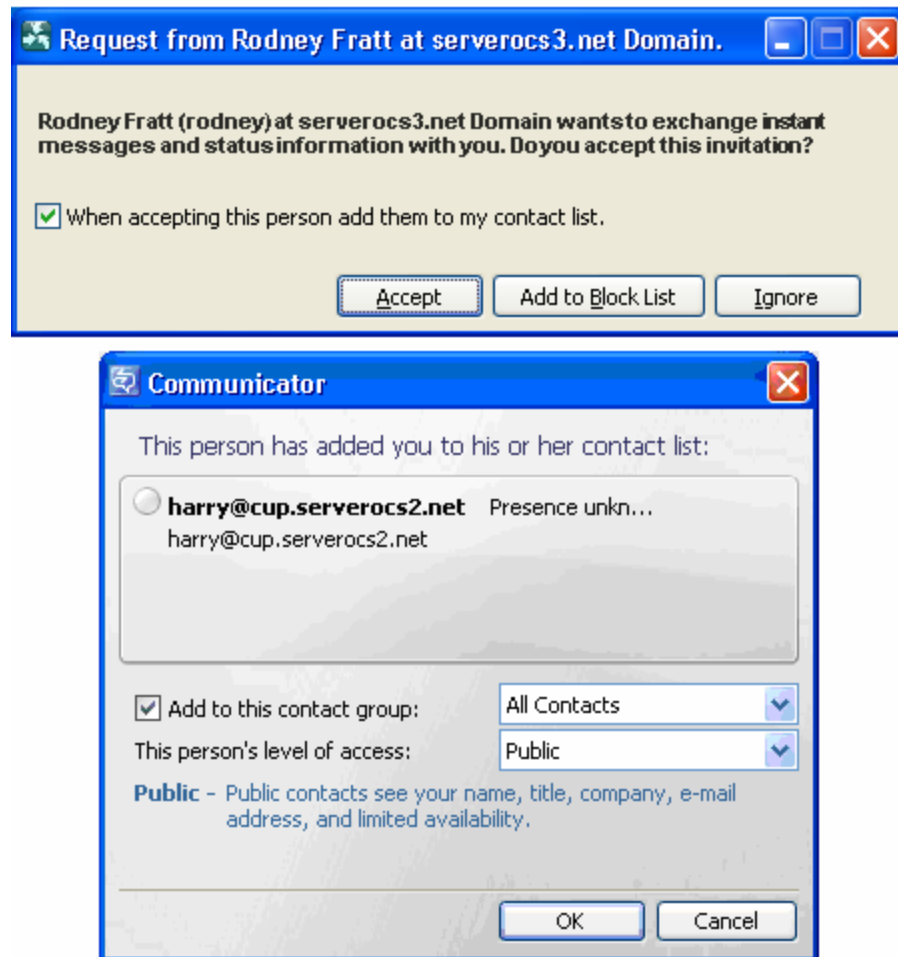 Request from Rodney Fratt at serverocs3.net Domain.
Rodney Fratt (rodney) at serverocs3.net Domain wants to exchange instant
messages and status information with you. Do you accept this invitation?
When accepting this person add them to my contact list.
Accept Add to Block List Ignore
Communicator
This person has added you to his or her contact list:
harry@cup.serverocs2.net Presence unkn...
harry@cup.serverocs2.net
Add to this contact group: All Contacts
This person's level of access: Public
Public - Public contacts see your name, title, company, e-mail
address, and limited availability.
OK Cancel